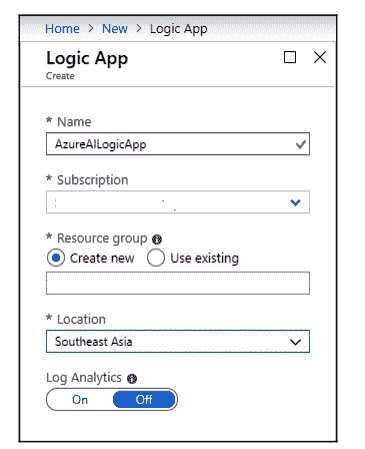 Home > New > Logic App
Logic App
Create
* Name
AzureAILogicApp
* Subscription
* Resource group
Create new Use existing
* Location
Southeast Asia
Log Analytics
On Off